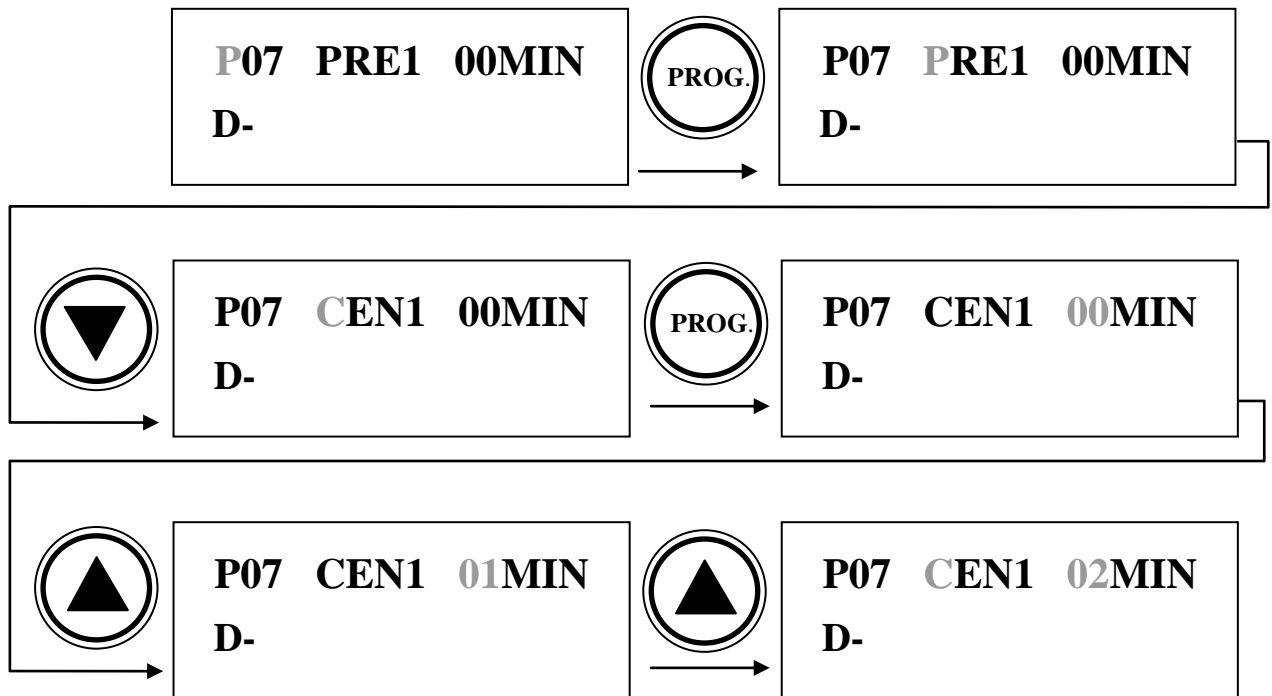 P07 PRE1 00MIN
D-
PROG.
P07 PRE1 00MIN
D-
P07 CEN1 00MIN
D-
PROG.
P07 CEN1 00MIN
D-
P07 CEN1 01MIN
D-
P07 CEN1 02MIN
D-